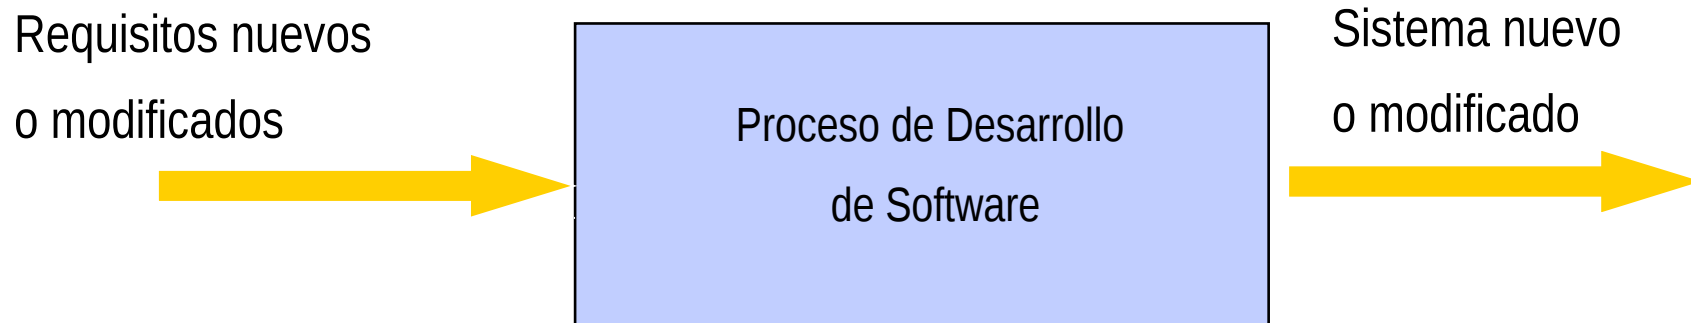 Requisitos nuevos
o modificados
Proceso de Desarrollo
de Software
Sistema nuevo
o modificado